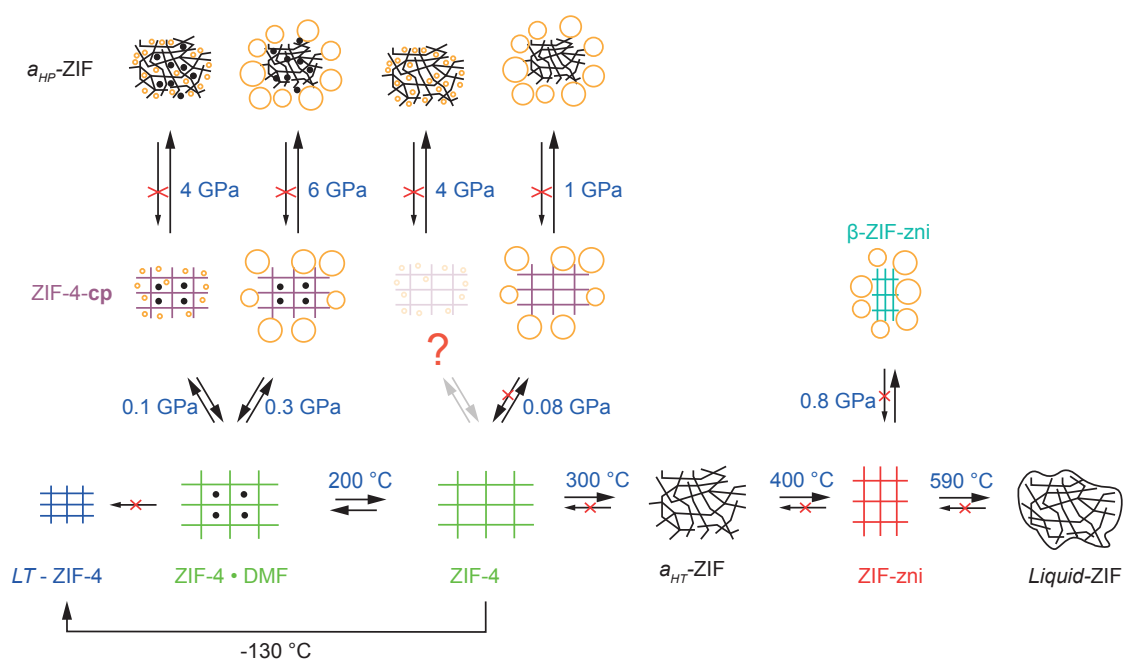 a_HP-ZIF
4 GPa
6 GPa
4 GPa
1 GPa
β-ZIF-zni
ZIF-4-cp
?
0.1 GPa
0.3 GPa
0.08 GPa
0.8 GPa
200 °C
300 °C
400 °C
590 °C
LT - ZIF-4
ZIF-4 • DMF
ZIF-4
a_HT-ZIF
ZIF-zni
Liquid-ZIF
-130 °C